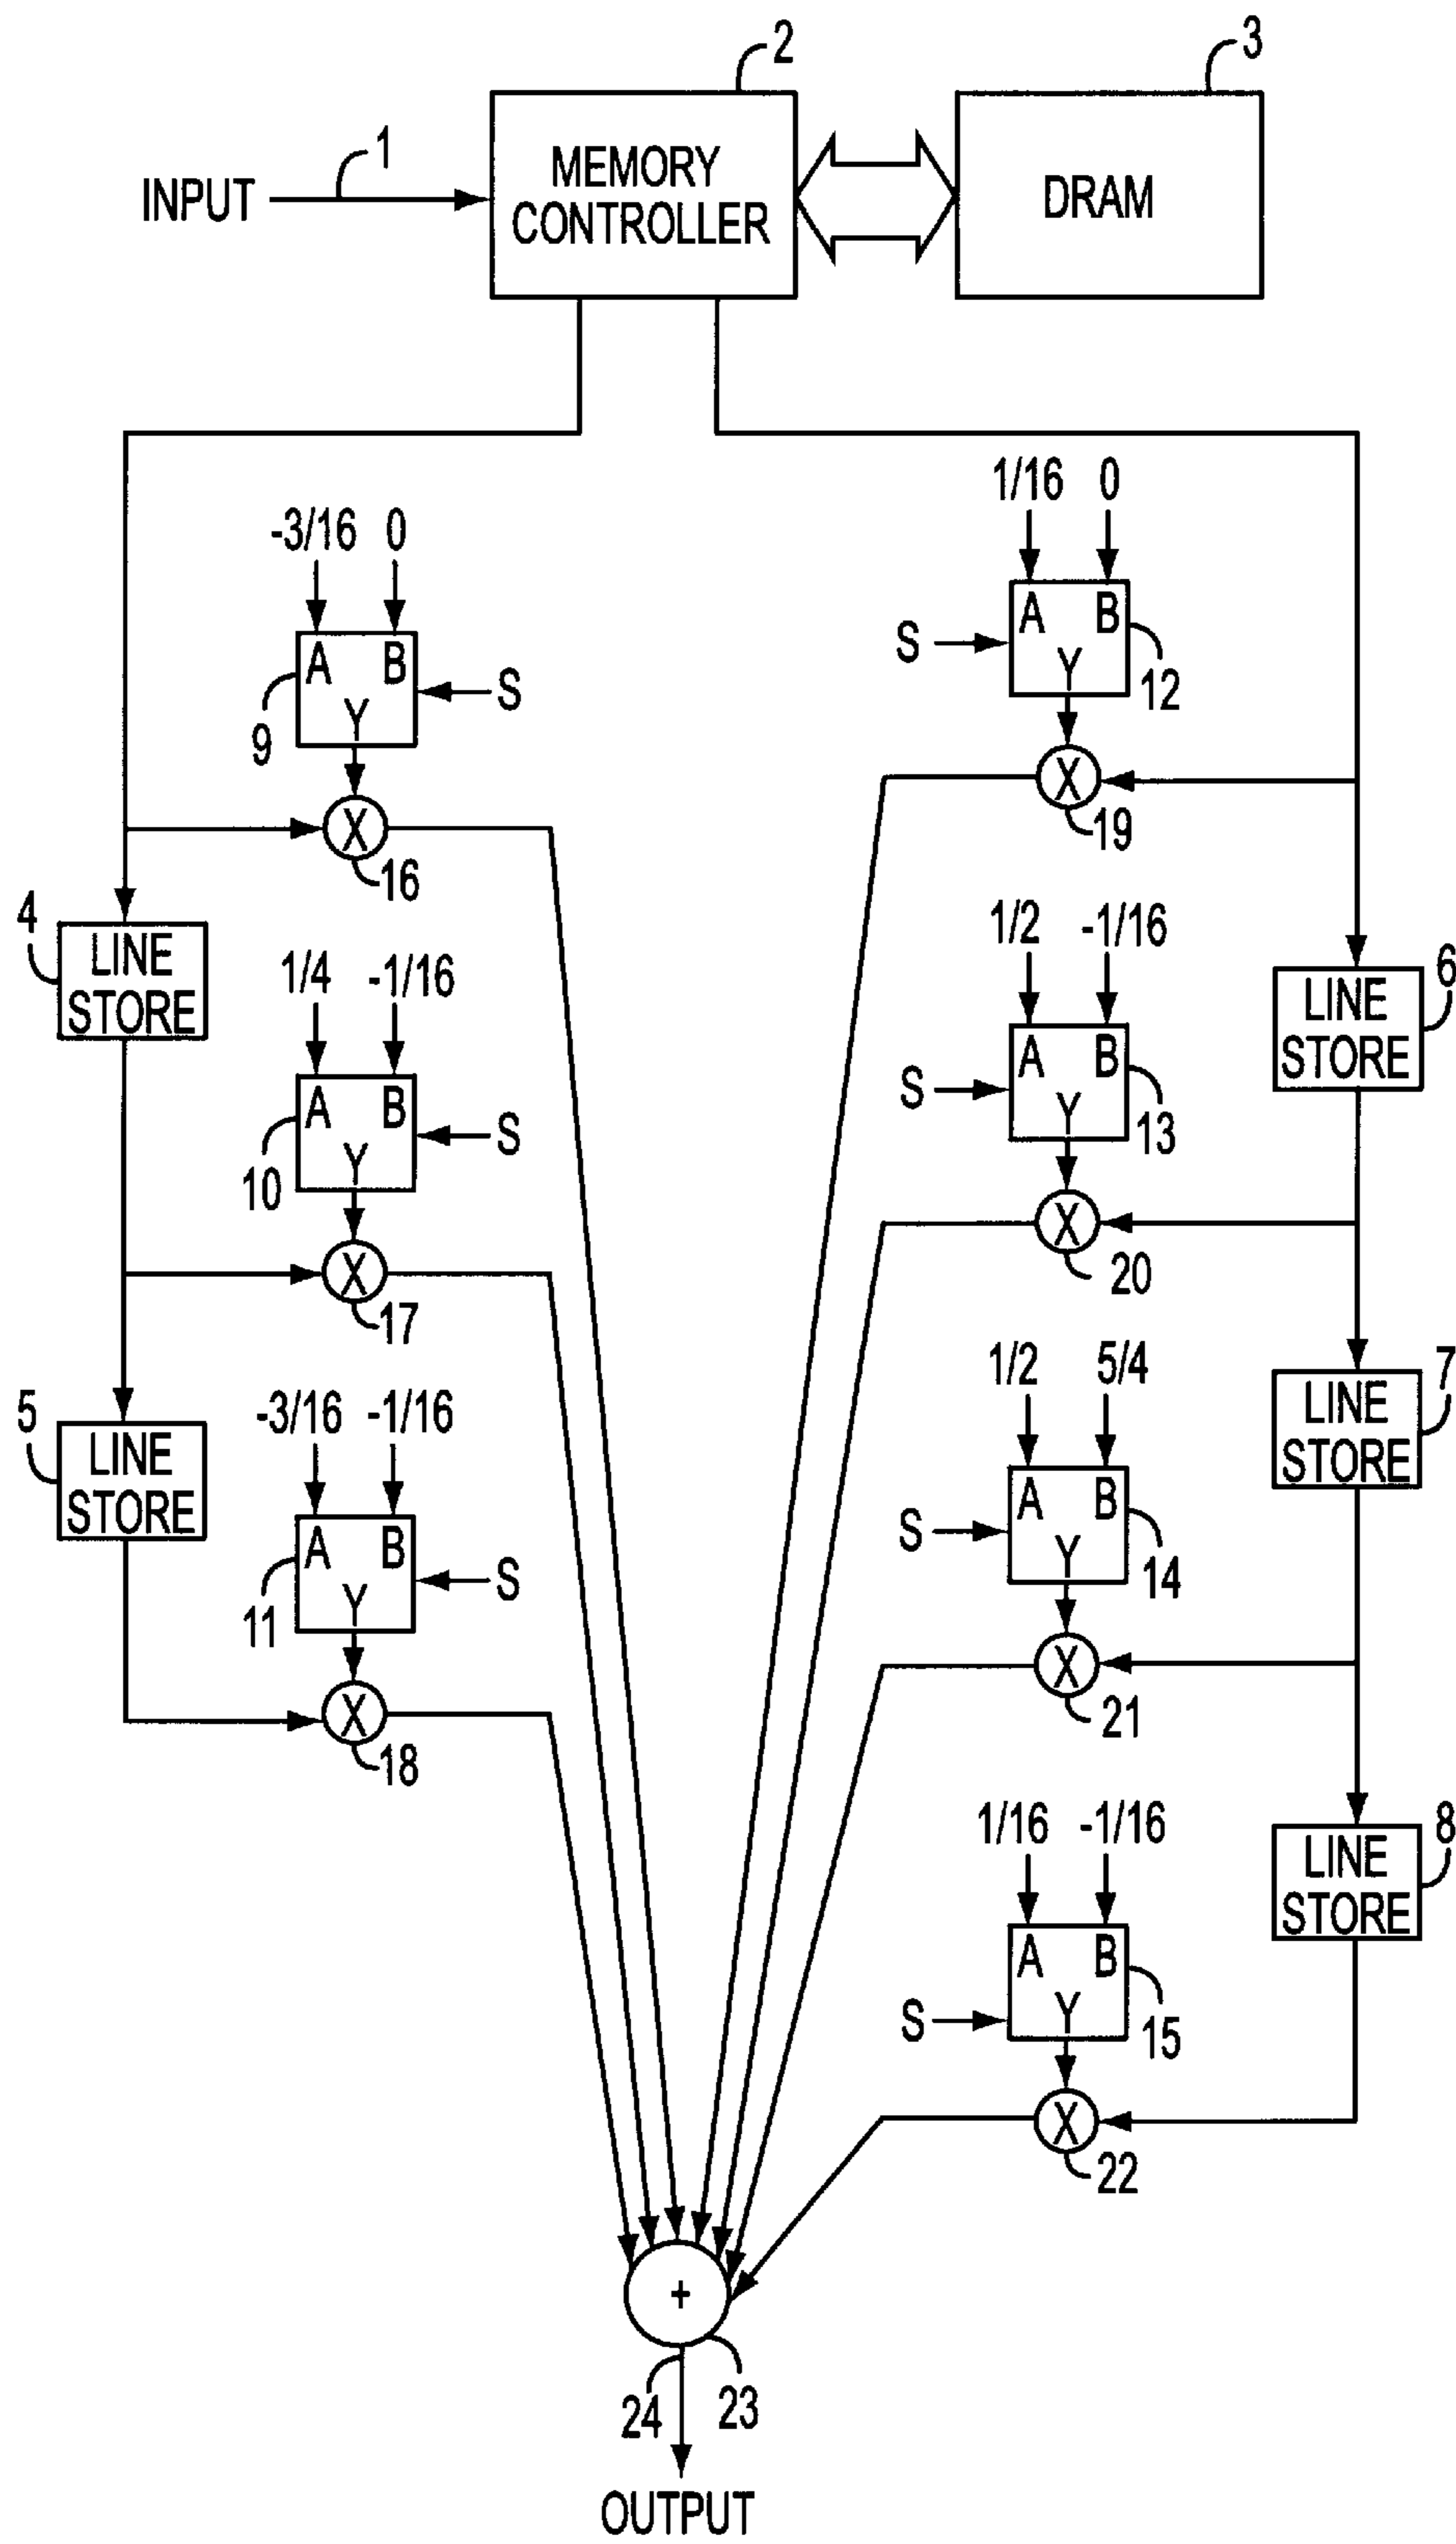 2
3
1
INPUT
MEMORY
CONTROLLER
DRAM
1/16 0
-3/16 0
A B
S
Y
12
A B
S
Y
9
X
19
X
16
4
LINE
STORE
1/2 -1/16
6
LINE
STORE
1/4 -1/16
A B
S
Y
13
A B
S
Y
10
X
20
X
17
1/2 5/4
7
LINE
STORE
5
LINE
STORE
-3/16 -1/16
A B
S
Y
14
A B
S
Y
11
X
21
X
18
1/16 -1/16
8
LINE
STORE
A B
S
Y
15
X
22
+
23
24
OUTPUT